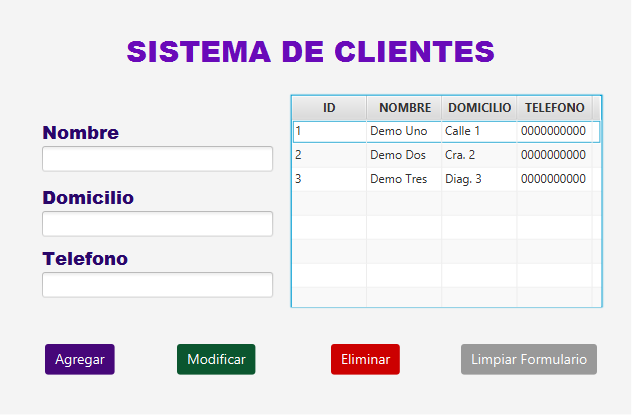 SISTEMA DE CLIENTES
Nombre
Domicilio
Telefono
ID NOMBRE DOMICILIO TELEFONO
1 Demo Uno Calle 1 0000000000
2 Demo Dos Cra. 2 0000000000
3 Demo Tres Diag. 3 0000000000
Agregar Modificar Eliminar Limpiar Formulario